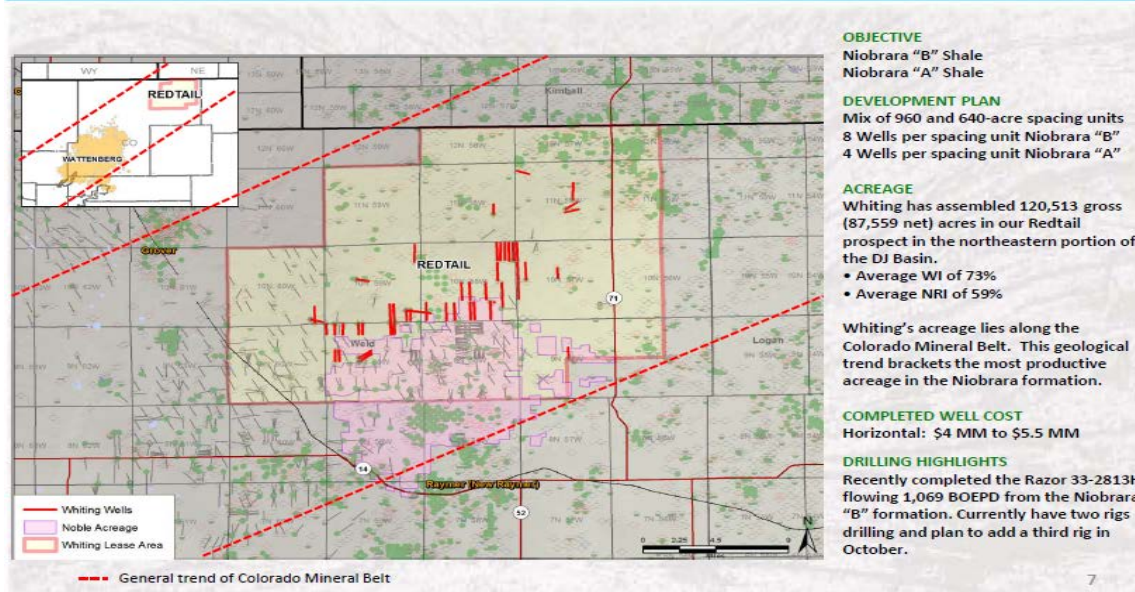 WY
NE
REDTAIL
CO
WATTENBERG
Kimball
Grover
REDTAIL
71
Weld
Logan
14
Raymer (New Raymer)
52
Whiting Wells
Noble Acreage
Whiting Lease Area
0 2.25 4.5 9
N
General trend of Colorado Mineral Belt
OBJECTIVE
Niobrara “B” Shale
Niobrara “A” Shale
DEVELOPMENT PLAN
Mix of 960 and 640-acre spacing units
8 Wells per spacing unit Niobrara “B”
4 Wells per spacing unit Niobrara “A”
ACREAGE
Whiting has assembled 120,513 gross
(87,559 net) acres in our Redtail
prospect in the northeastern portion of
the DJ Basin.
• Average WI of 73%
• Average NRI of 59%
Whiting’s acreage lies along the
Colorado Mineral Belt. This geological
trend brackets the most productive
acreage in the Niobrara formation.
COMPLETED WELL COST
Horizontal: $4 MM to $5.5 MM
DRILLING HIGHLIGHTS
Recently completed the Razor 33-2813H
flowing 1,069 BOEPD from the Niobrara
“B” formation. Currently have two rigs
drilling and plan to add a third rig in
October.
7